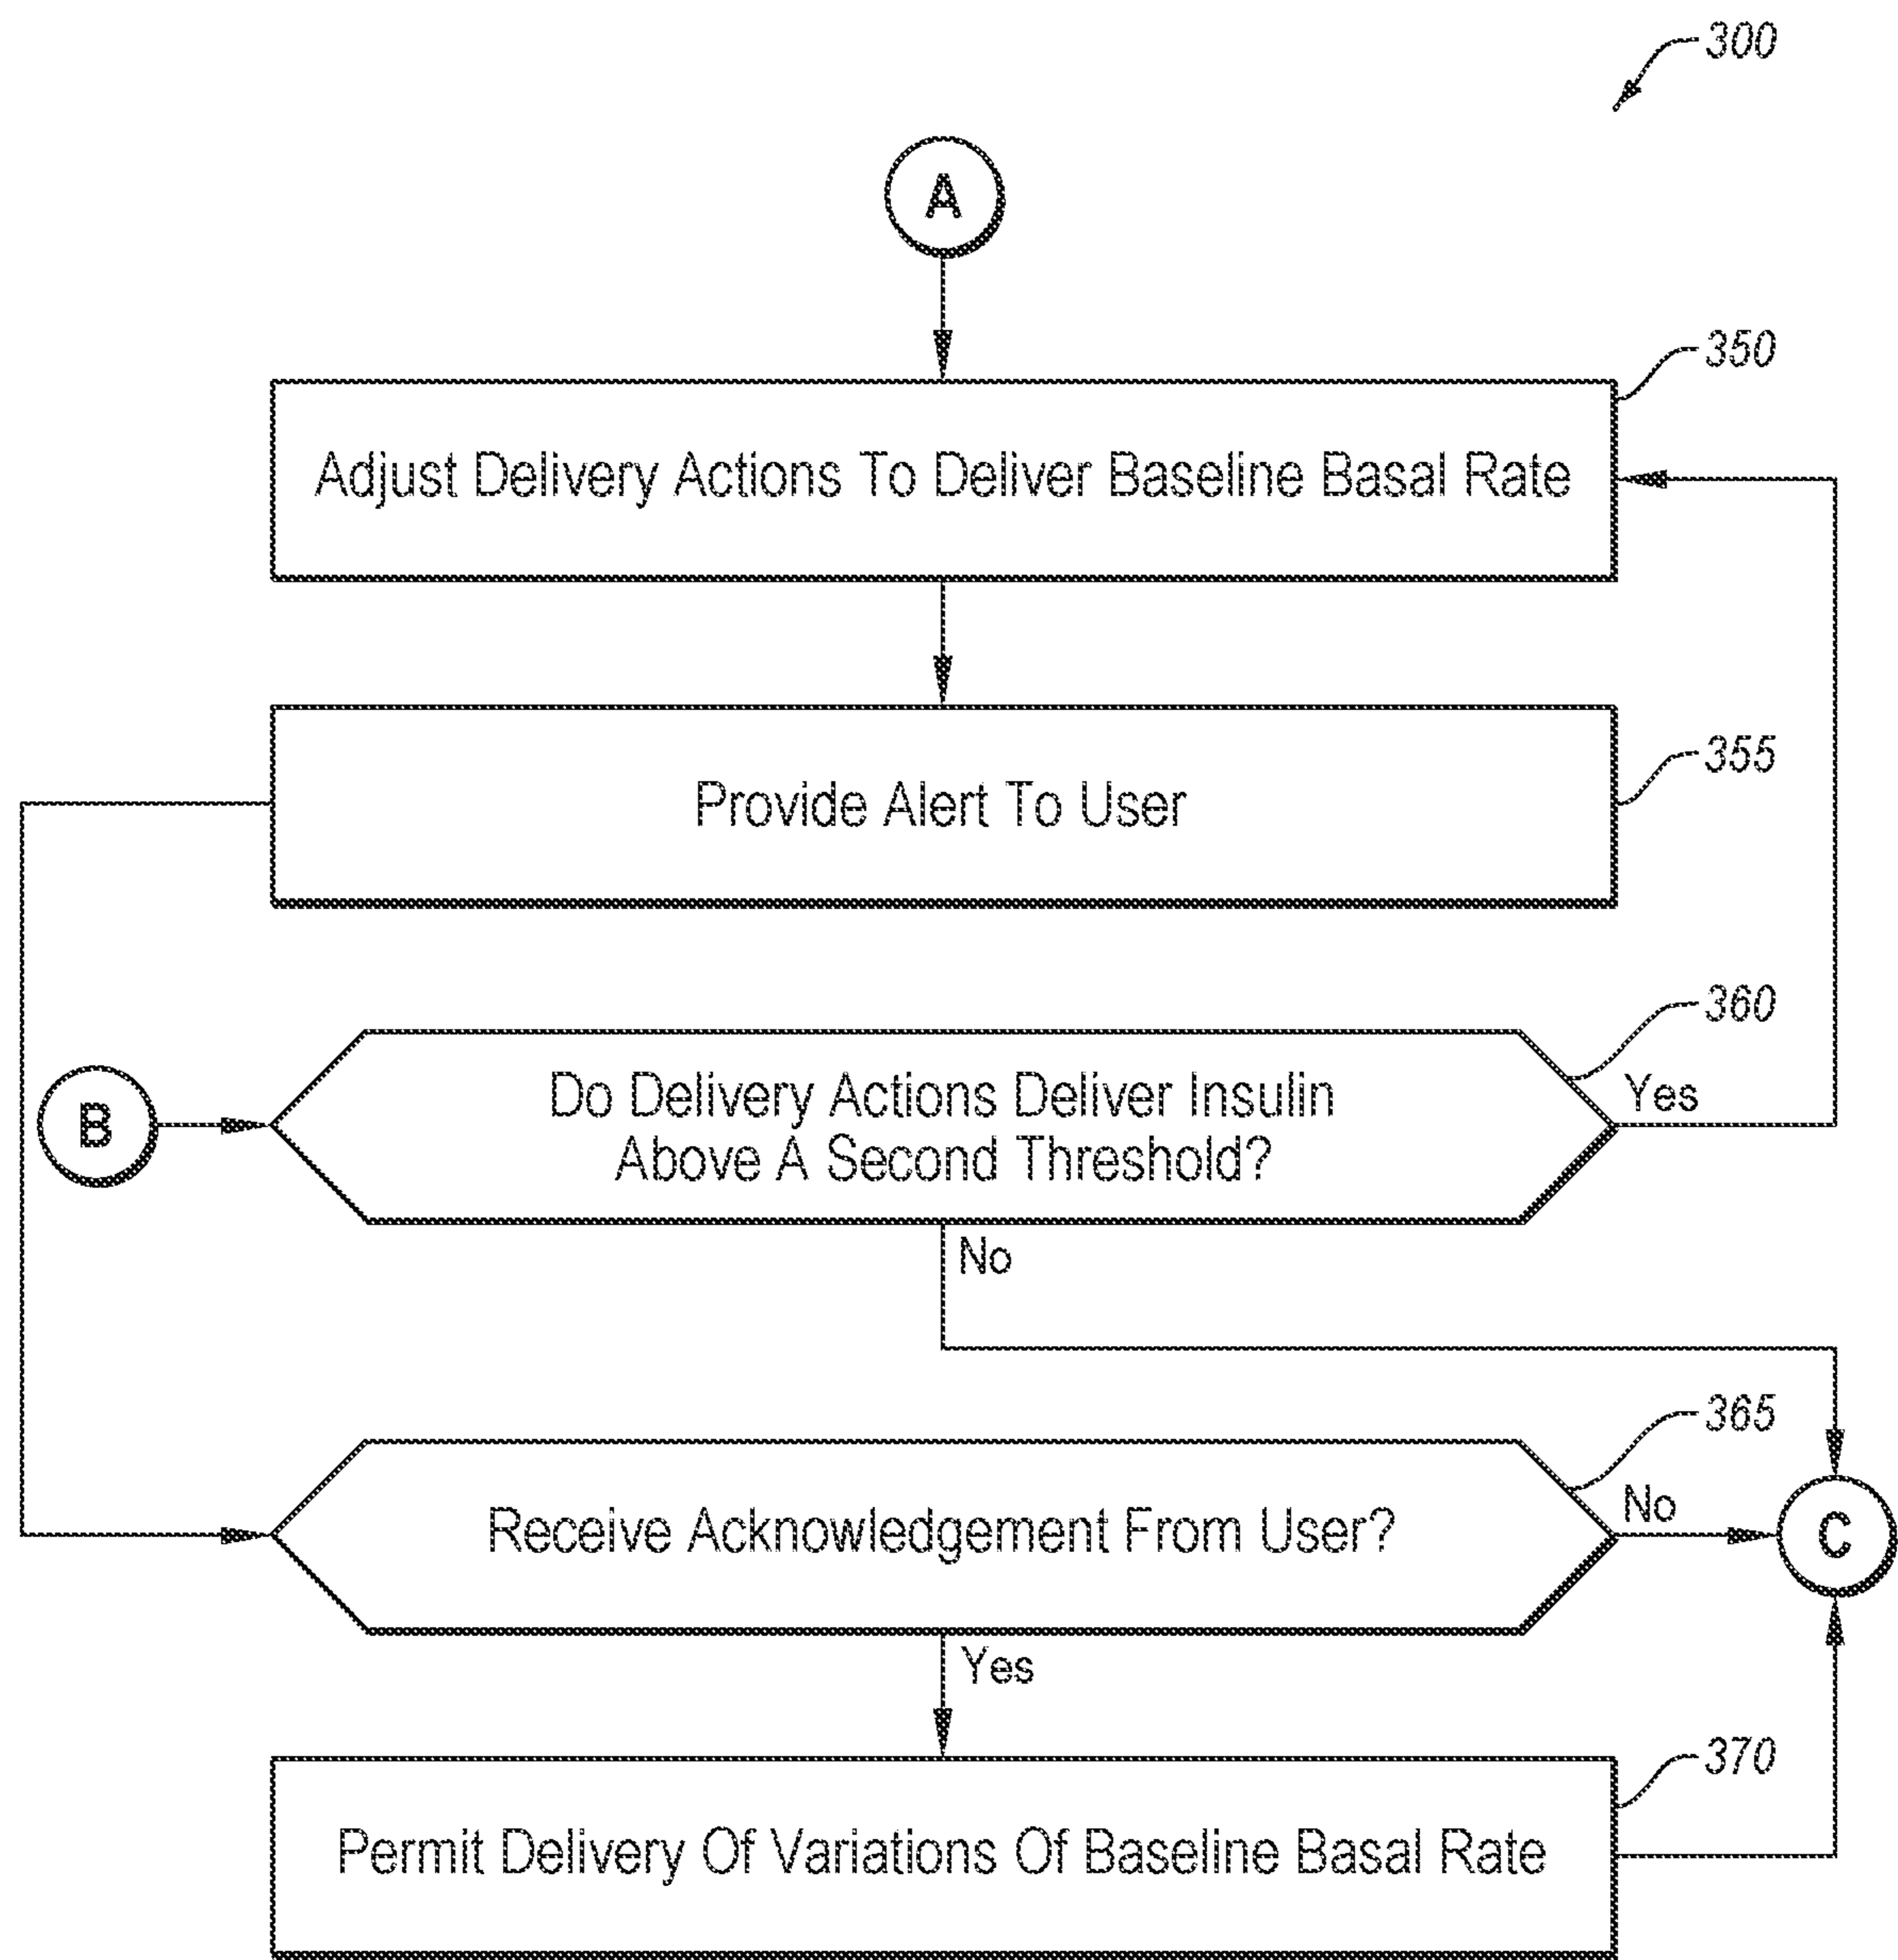 300
A
350
Adjust Delivery Actions To Deliver Baseline Basal Rate
355
Provide Alert To User
360
B
Do Delivery Actions Deliver Insulin
Above A Second Threshold?
Yes
No
365
Receive Acknowledgement From User?
No
C
Yes
370
Permit Delivery Of Variations Of Baseline Basal Rate